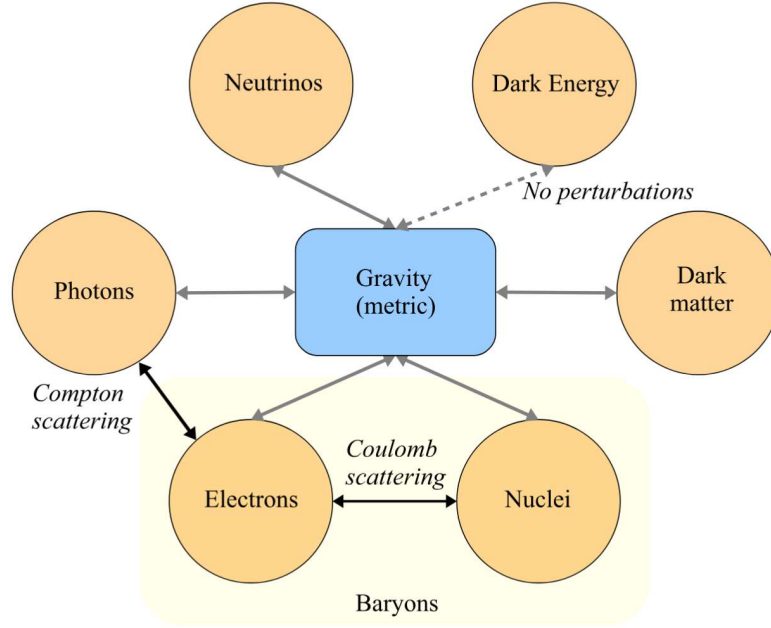 Neutrinos
Dark Energy
No perturbations
Photons
Gravity
(metric)
Dark
matter
Compton
scattering
Coulomb
scattering
Electrons
Nuclei
Baryons